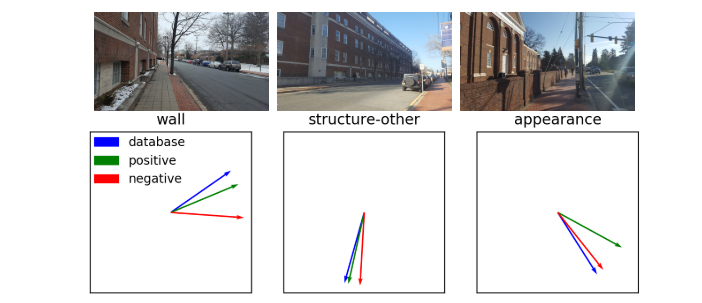 wall
structure-other
appearance
database
positive
negative